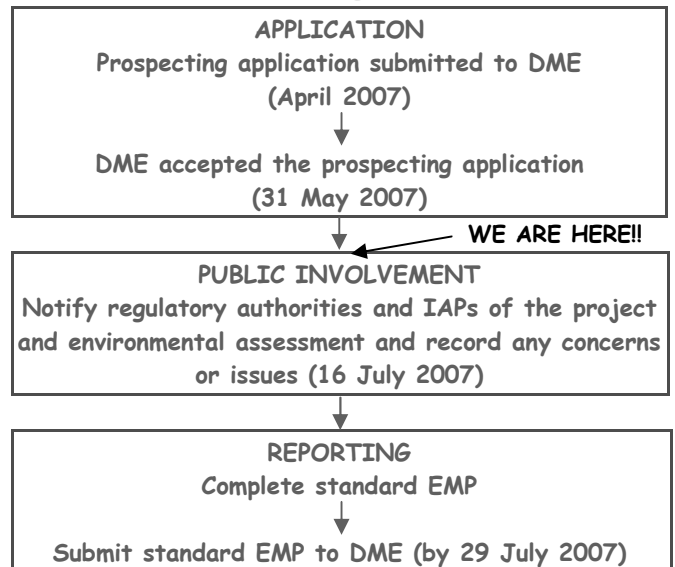 APPLICATION
Prospecting application submitted to DME
(April 2007)
DME accepted the prospecting application
(31 May 2007)
WE ARE HERE!!
PUBLIC INVOLVEMENT
Notify regulatory authorities and IAPs of the project
and environmental assessment and record any concerns
or issues (16 July 2007)
REPORTING
Complete standard EMP
Submit standard EMP to DME (by 29 July 2007)